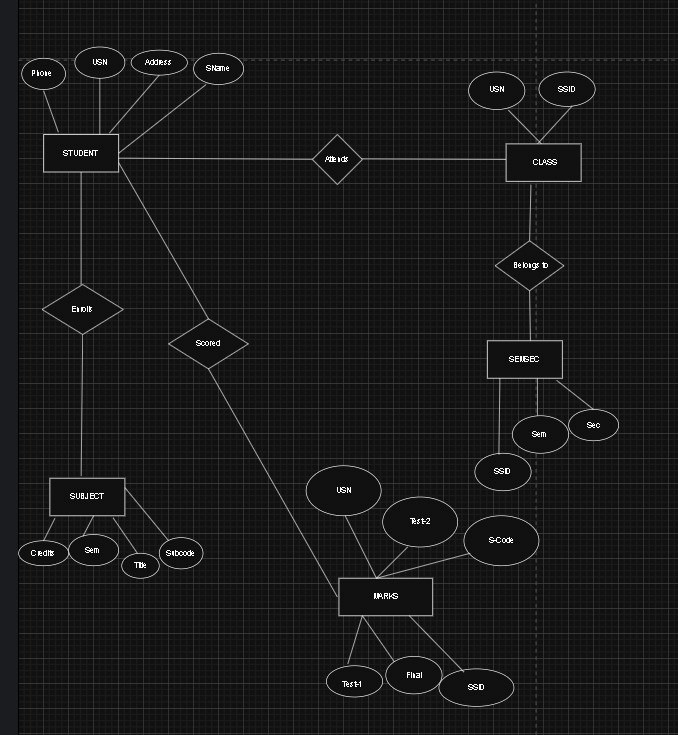 Phone
USN
Address
SName
USN
SSID
STUDENT
Attends
CLASS
Belongs to
Enrolls
Scored
SEMSEC
Sem
Sec
SSID
SUBJECT
USN
Test-2
S-Code
Credits
Sem
Title
Subcode
MARKS
Test-1
Final
SSID